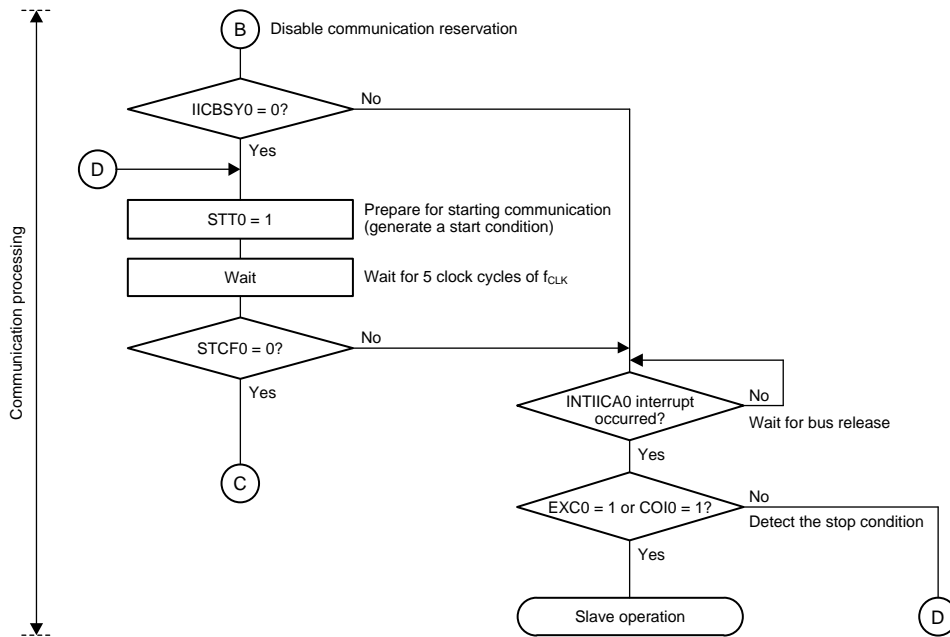 B
Disable communication reservation
IICBSY0 = 0?
No
Yes
D
STT0 = 1
Prepare for starting communication
(generate a start condition)
Wait
Wait for 5 clock cycles of fCLK
STCF0 = 0?
No
Yes
C
INTIICA0 interrupt
occurred?
No
Wait for bus release
Yes
EXC0 = 1 or COI0 = 1?
No
Detect the stop condition
Yes
Slave operation
D
Communication processing